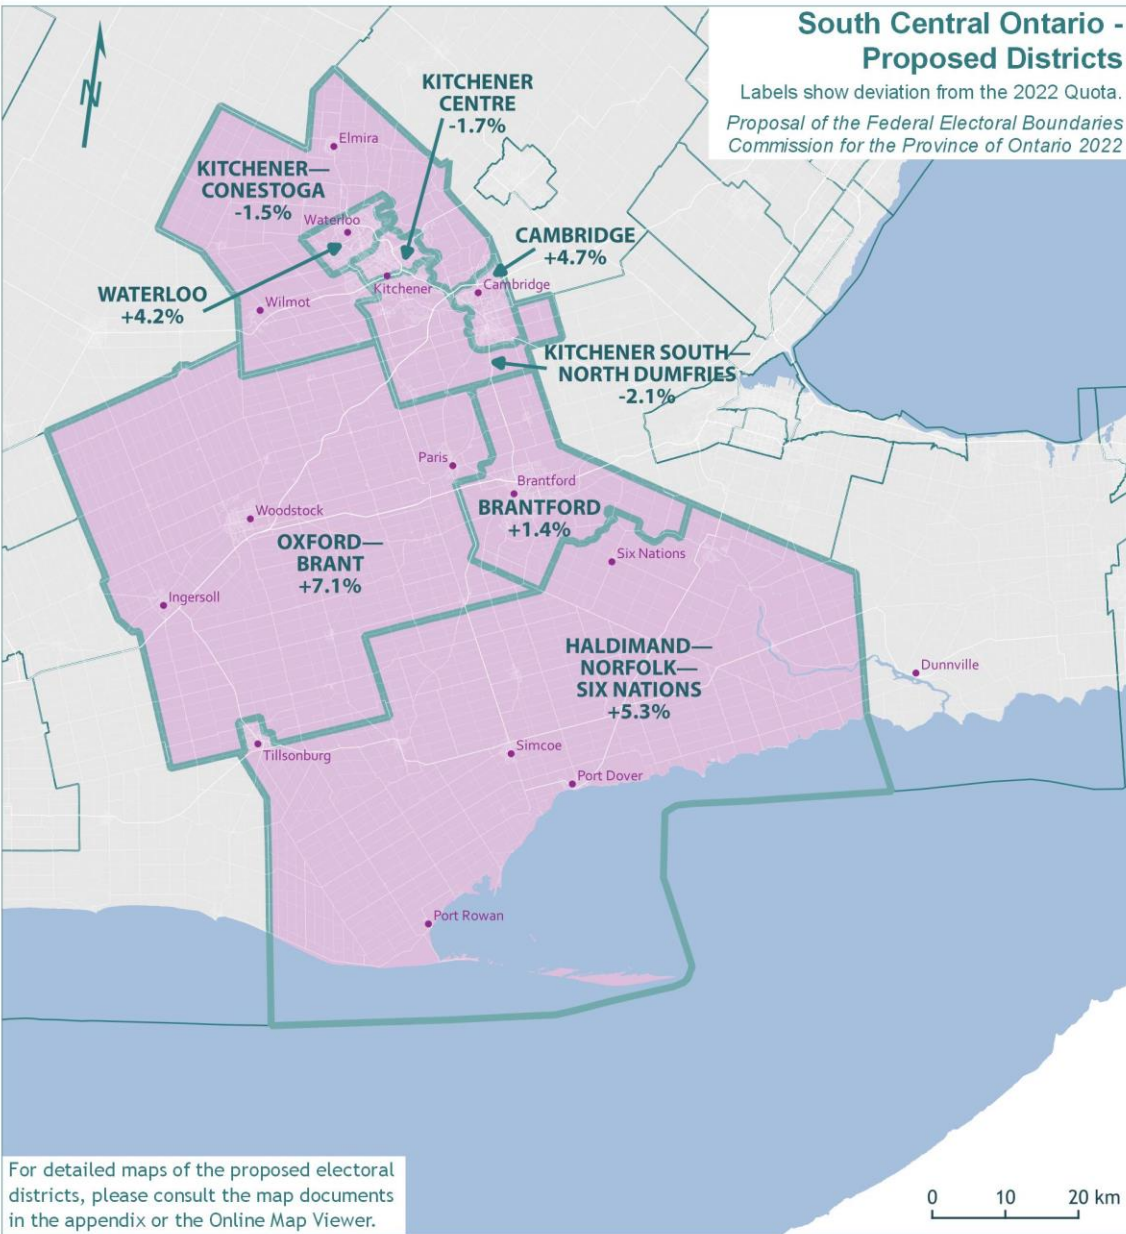 South Central Ontario -
Proposed Districts
Labels show deviation from the 2022 Quota.
Proposal of the Federal Electoral Boundaries
Commission for the Province of Ontario 2022
N
KITCHENER
CENTRE
-1.7%
Elmira
KITCHENER—
CONESTOGA
-1.5%
Waterloo
CAMBRIDGE
+4.7%
Kitchener
Cambridge
WATERLOO
+4.2%
Wilmot
KITCHENER SOUTH—
NORTH DUMFRIES
-2.1%
Paris
Brantford
BRANTFORD
+1.4%
Woodstock
OXFORD—
BRANT
+7.1%
Six Nations
Ingersoll
HALDIMAND—
NORFOLK—
SIX NATIONS
+5.3%
Dunnville
Tillsonburg
Simcoe
Port Dover
Port Rowan
For detailed maps of the proposed electoral
districts, please consult the map documents
in the appendix or the Online Map Viewer.
0 10 20 km